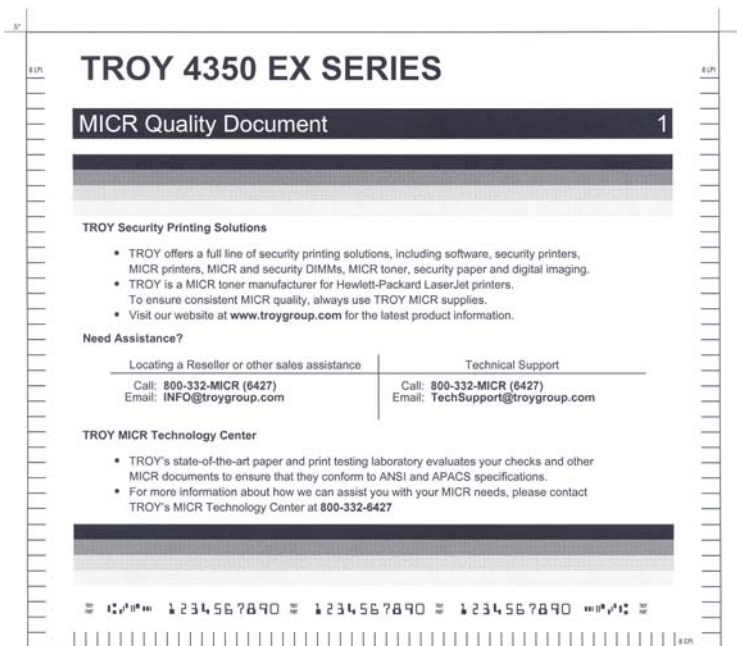 8 LPI 8 LPI
TROY 4350 EX SERIES
MICR Quality Document 1
TROY Security Printing Solutions
• TROY offers a full line of security printing solutions, including software, security printers,
MICR printers, MICR and security DIMMs, MICR toner, security paper and digital imaging.
• TROY is a MICR toner manufacturer for Hewlett-Packard LaserJet printers.
To ensure consistent MICR quality, always use TROY MICR supplies.
• Visit our website at www.troygroup.com for the latest product information.
Need Assistance?
Locating a Reseller or other sales assistance Technical Support
Call: 800-332-MICR (6427) Call: 800-332-MICR (6427)
Email: INFO@troygroup.com Email: TechSupport@troygroup.com
TROY MICR Technology Center
• TROY's state-of-the-art paper and print testing laboratory evaluates your checks and other
MICR documents to ensure that they conform to ANSI and APACS specifications.
• For more information about how we can assist you with your MICR needs, please contact
TROY's MICR Technology Center at 800-332-6427
1234567890 1234567890 1234567890
8 CPI